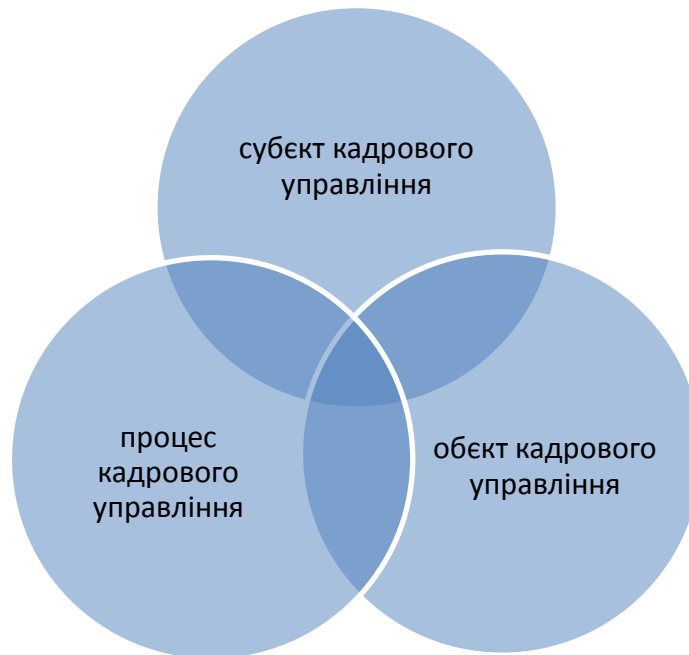 субєкт кадрового
управління
процес
кадрового
управління
обєкт кадрового
управління